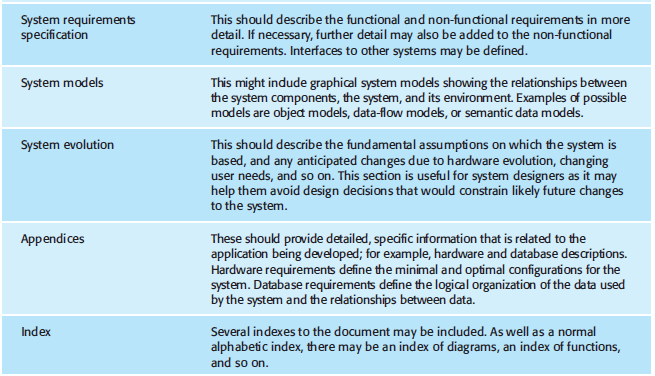 System requirements specification
This should describe the functional and non-functional requirements in more
detail. If necessary, further detail may also be added to the non-functional
requirements. Interfaces to other systems may be defined.
System models
This might include graphical system models showing the relationships between
the system components, the system, and its environment. Examples of possible
models are object models, data-flow models, or semantic data models.
System evolution
This should describe the fundamental assumptions on which the system is
based, and any anticipated changes due to hardware evolution, changing
user needs, and so on. This section is useful for system designers as it may
help them avoid design decisions that would constrain likely future changes
to the system.
Appendices
These should provide detailed, specific information that is related to the
application being developed; for example, hardware and database descriptions.
Hardware requirements define the minimal and optimal configurations for the
system. Database requirements define the logical organization of the data used
by the system and the relationships between data.
Index
Several indexes to the document may be included. As well as a normal
alphabetic index, there may be an index of diagrams, an index of functions,
and so on.